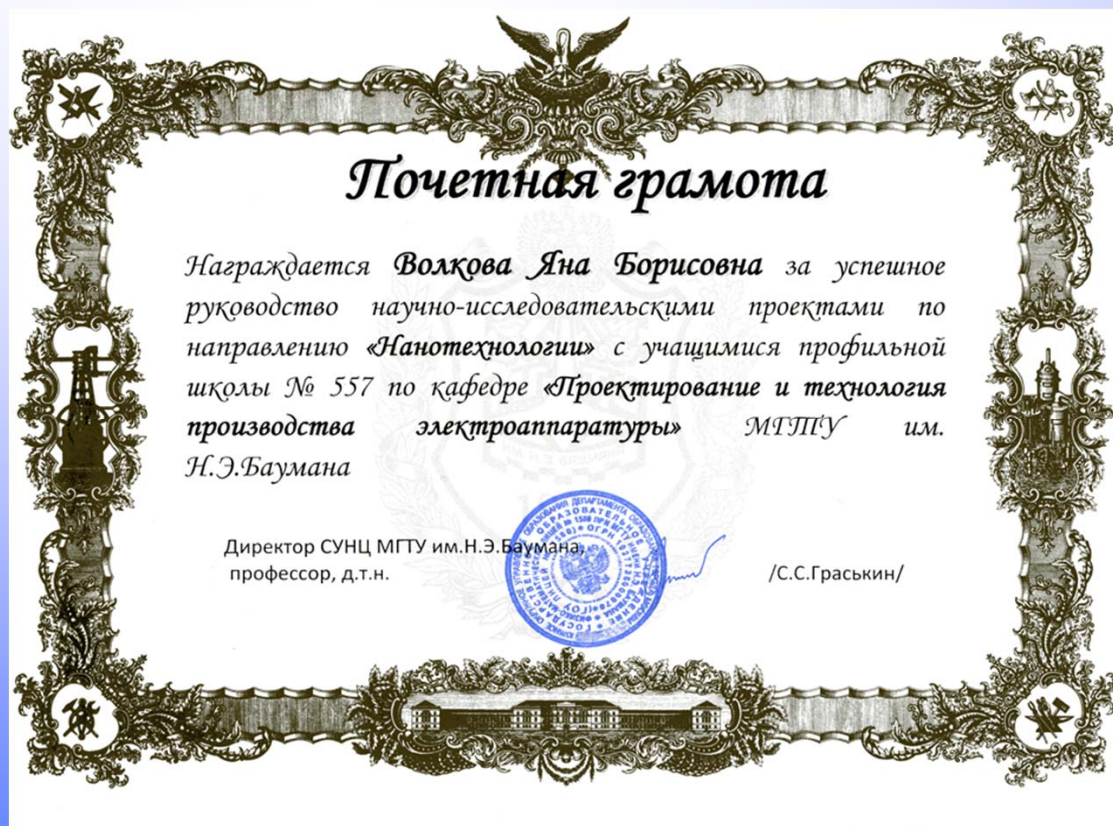 Почетная грамота
Награждается Волкова Яна Борисовна за успешное
руководство научно-исследовательскими проектами по
направлению «Нанотехнологии» с учащимися профильной
школы № 557 по кафедре «Проектирование и технология
производства электроаппаратуры» МГТУ им.
Н.Э.Баумана
Директор СУНЦ МГТУ им.Н.Э.Баумана,
профессор, д.т.н.
/С.С.Граськин/